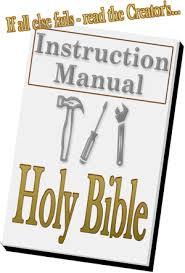 If all else fails - read the Creator's...
Instruction
Manual
Holy Bible